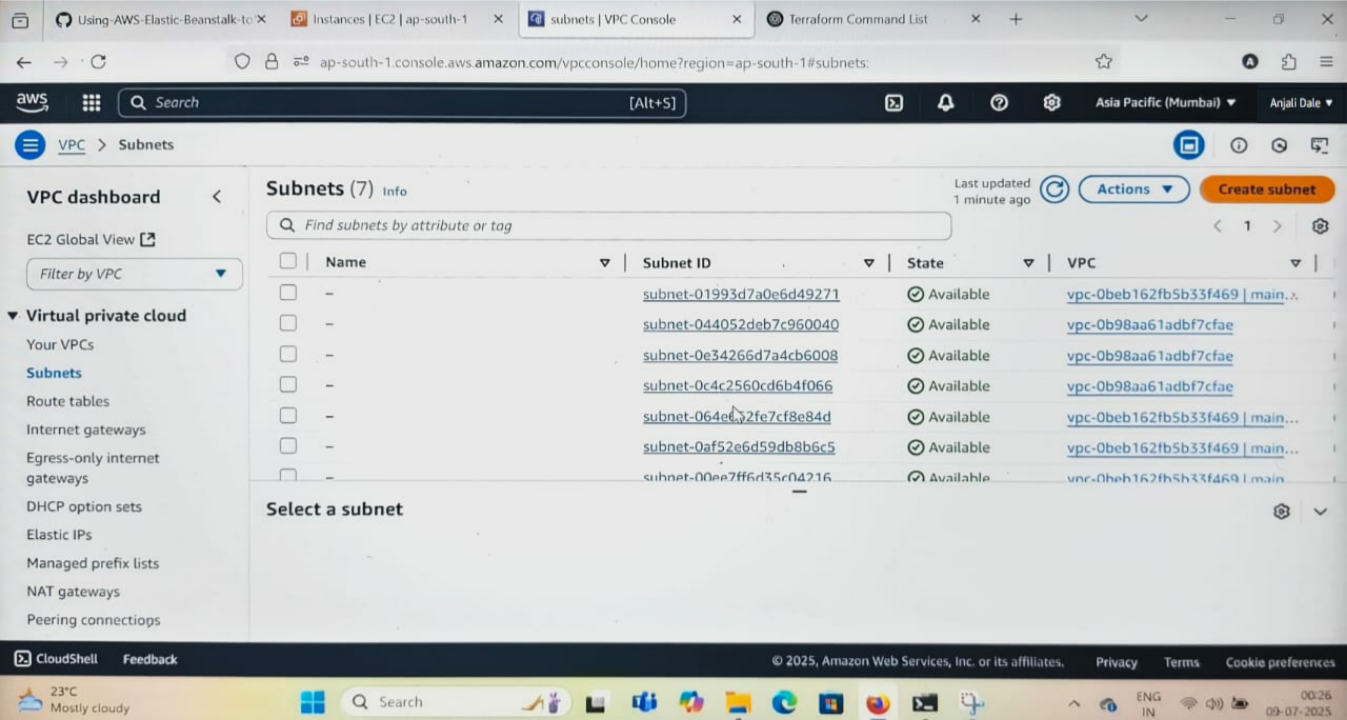 Using-AWS-Elastic-Beanstalk-to
Instances | EC2 | ap-south-1
subnets | VPC Console
Terraform Command List
ap-south-1.console.aws.amazon.com/vpcconsole/home?region=ap-south-1#subnets:
aws
Search
[Alt+S]
Asia Pacific (Mumbai)
Anjali Dale
VPC > Subnets
VPC dashboard
EC2 Global View
Filter by VPC
Virtual private cloud
Your VPCs
Subnets
Route tables
Internet gateways
Egress-only internet
gateways
DHCP option sets
Elastic IPs
Managed prefix lists
NAT gateways
Peering connections
Subnets (7) Info
Last updated
1 minute ago
Actions
Create subnet
Find subnets by attribute or tag
1
Name Subnet ID State VPC
– subnet-01993d7a0e6d49271 Available vpc-0beb162fb5b33f469 | main...
– subnet-044052deb7c960040 Available vpc-0b98aa61adbf7cfae
– subnet-0e34266d7a4cb6008 Available vpc-0b98aa61adbf7cfae
– subnet-0c4c2560cd6b4f066 Available vpc-0b98aa61adbf7cfae
– Available vpc-0beb162fb5b33f469 | main...
– subnet-0af52e6d59db8b6c5 Available vpc-0beb162fb5b33f469 | main...
– subnet-00ee7ff6d35c04216 Available vpc-0beb162fb5b33f469 | main
Select a subnet
CloudShell Feedback
© 2025, Amazon Web Services, Inc. or its affiliates. Privacy Terms Cookie preferences
23°C
Mostly cloudy
Search
ENG
IN
00:26
09-07-2025